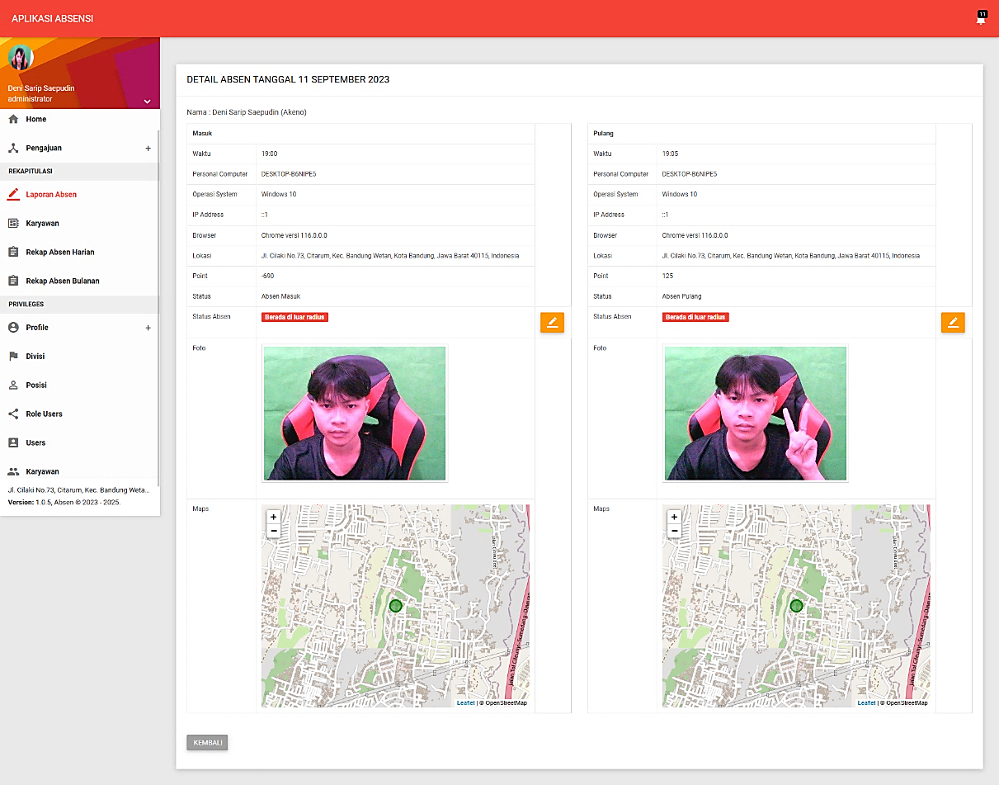 APLIKASI ABSENSI
11
Deni Sarip Saepudin
administrator
Home
Pengajuan +
REKAPITULASI
Laporan Absen
Karyawan
Rekap Absen Harian
Rekap Absen Bulanan
PRIVILEGES
Profile +
Divisi
Posisi
Role Users
Users
Karyawan
Jl. Cilaki No.73, Citarum, Kec. Bandung Weta...
Version: 1.0.5, Absen © 2023 - 2025.
DETAIL ABSEN TANGGAL 11 SEPTEMBER 2023
Nama : Deni Sarip Saepudin (Akeno)
Masuk
Waktu 19:00
Personal Computer DESKTOP-B6NIPE5
Operasi System Windows 10
IP Address ::1
Browser Chrome versi 116.0.0.0
Lokasi Jl. Cilaki No.73, Citarum, Kec. Bandung Wetan, Kota Bandung, Jawa Barat 40115, Indonesia
Point -690
Status Absen Masuk
Status Absen Berada di luar radius
Foto
Maps
+
−
Jalan Tol Cileunyi-Sumedang-Dawuan
Leaflet | © OpenStreetMap
Pulang
Waktu 19:05
Personal Computer DESKTOP-B6NIPE5
Operasi System Windows 10
IP Address ::1
Browser Chrome versi 116.0.0.0
Lokasi Jl. Cilaki No.73, Citarum, Kec. Bandung Wetan, Kota Bandung, Jawa Barat 40115, Indonesia
Point 125
Status Absen Pulang
Status Absen Berada di luar radius
Foto
Maps
+
−
Jalan Tol Cileunyi-Sumedang-Dawuan
Leaflet | © OpenStreetMap
KEMBALI